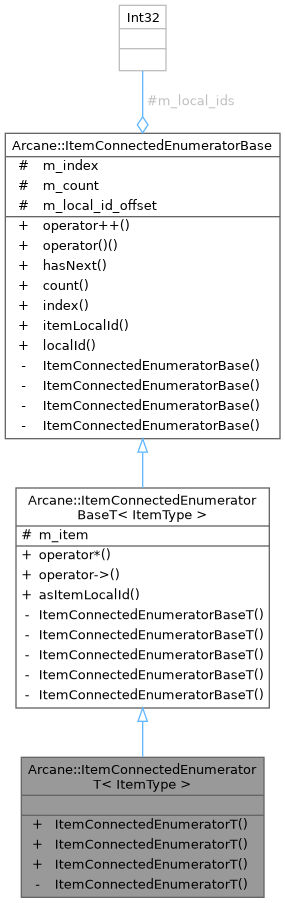 Int32
#m_local_ids
Arcane::ItemConnectedEnumeratorBase
# m_index
# m_count
# m_local_id_offset
+ operator++()
+ operator()()
+ hasNext()
+ count()
+ index()
+ itemLocalId()
+ localId()
- ItemConnectedEnumeratorBase()
- ItemConnectedEnumeratorBase()
- ItemConnectedEnumeratorBase()
- ItemConnectedEnumeratorBase()
Arcane::ItemConnectedEnumerator
BaseT< ItemType >
# m_item
+ operator*()
+ operator->()
+ asItemLocalId()
- ItemConnectedEnumeratorBaseT()
- ItemConnectedEnumeratorBaseT()
- ItemConnectedEnumeratorBaseT()
- ItemConnectedEnumeratorBaseT()
- ItemConnectedEnumeratorBaseT()
Arcane::ItemConnectedEnumerator
T< ItemType >
+ ItemConnectedEnumeratorT()
+ ItemConnectedEnumeratorT()
+ ItemConnectedEnumeratorT()
- ItemConnectedEnumeratorT()